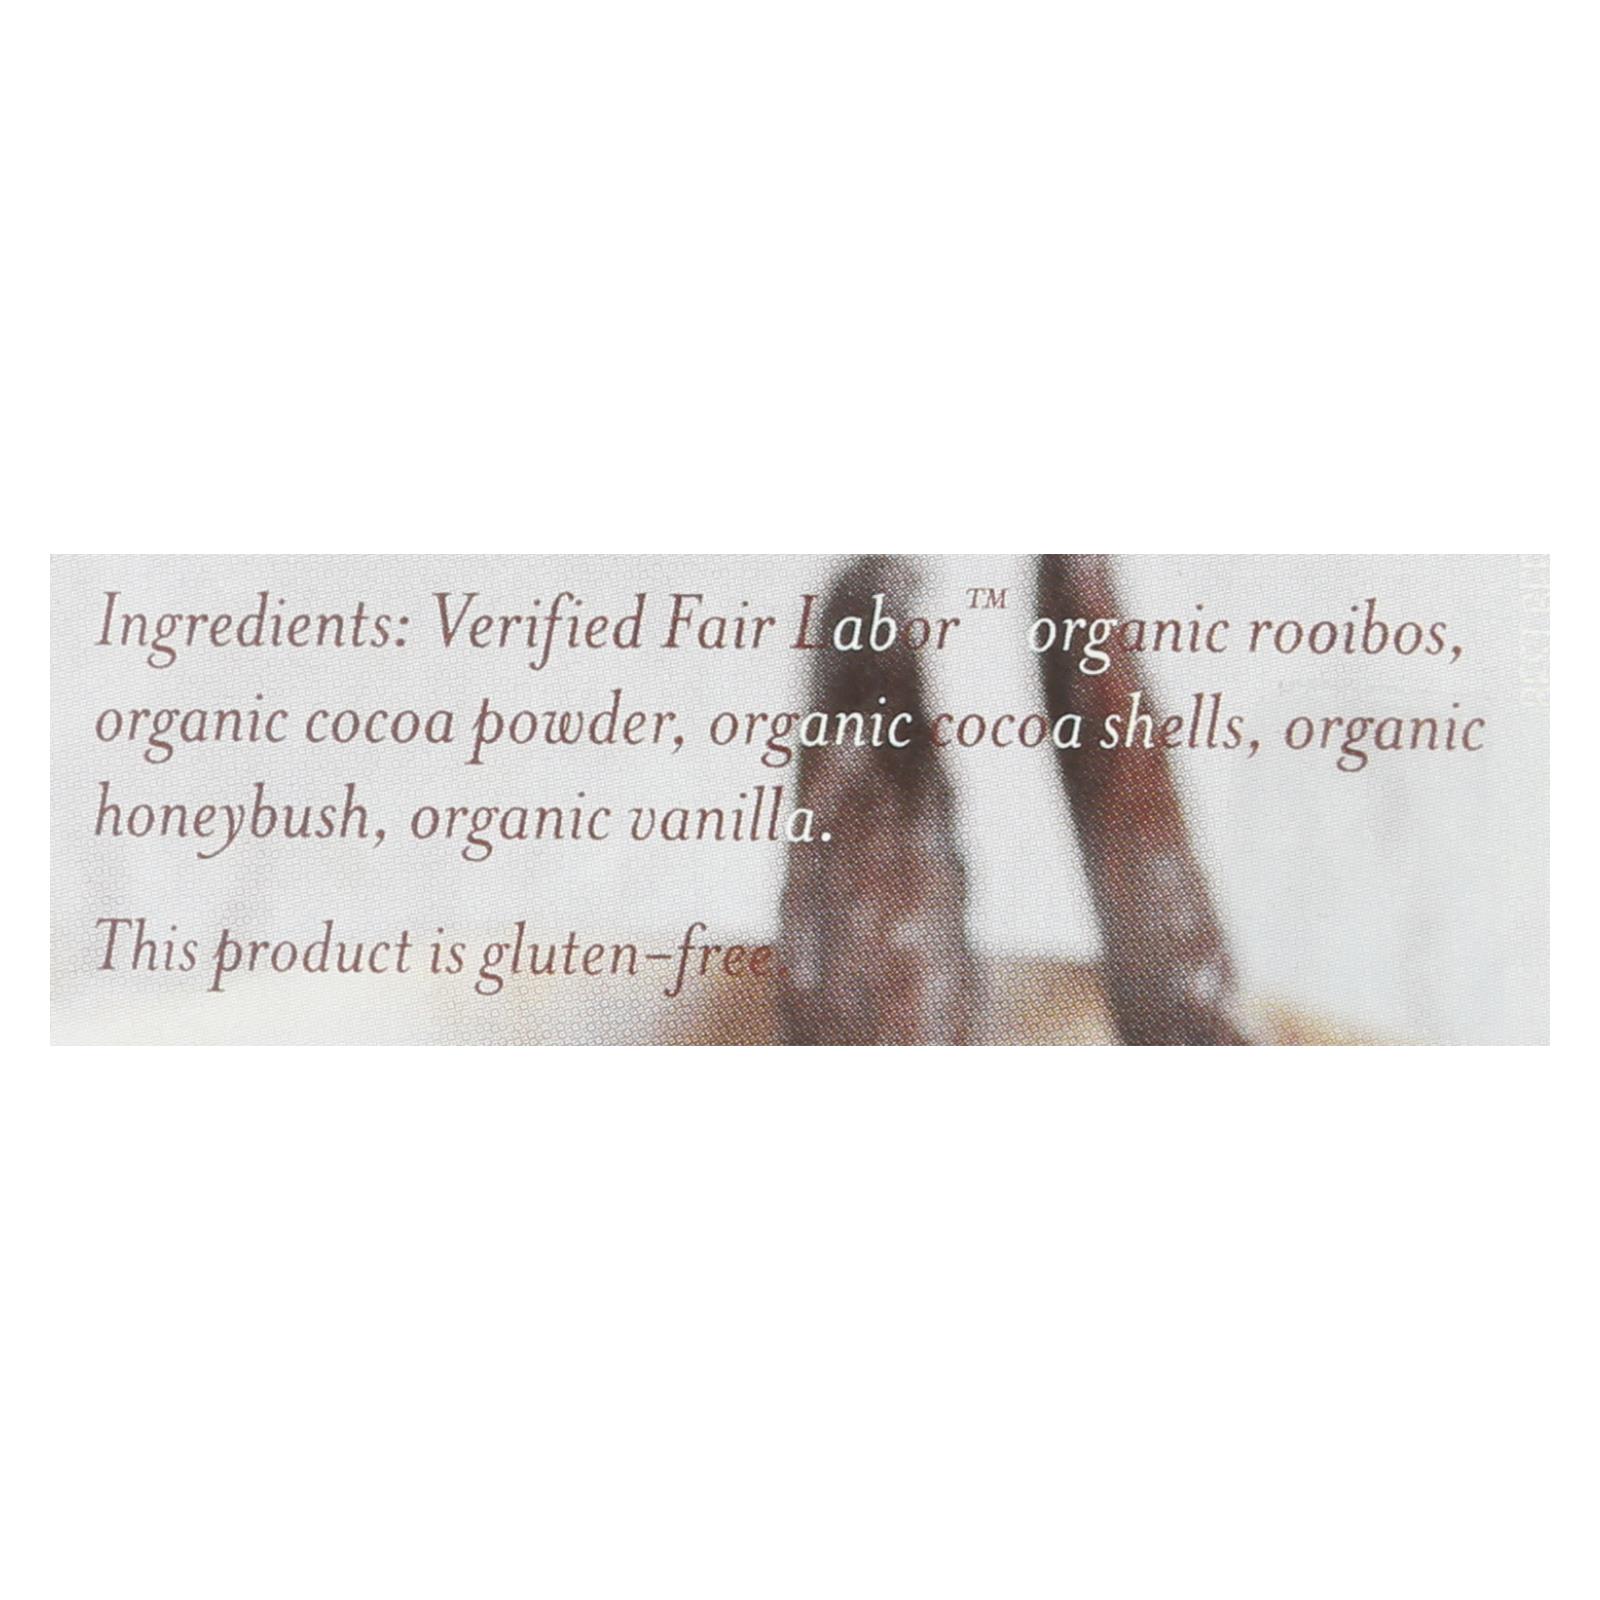 Ingredients: Verified Fair Labor™ organic rooibos,
organic cocoa powder, organic cocoa shells, organic
honeybush, organic vanilla.
This product is gluten-free.